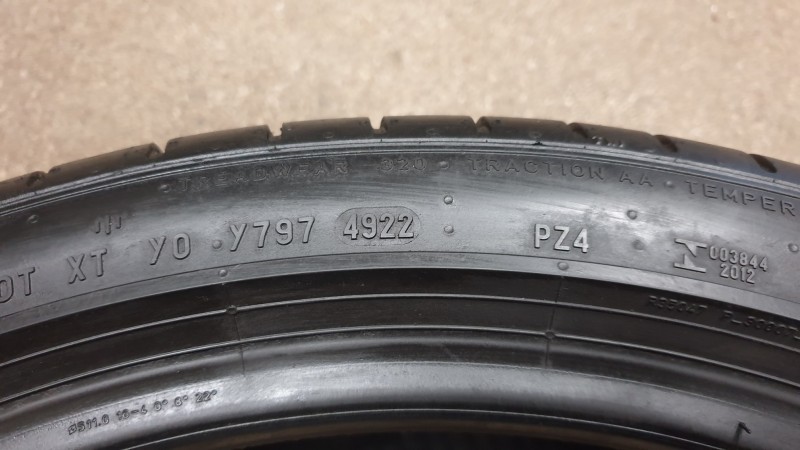 TREADWEAR 320 • TRACTION AA • TEMPER
DOT XT Y0 Y797 4922 PZ4
003844
2012